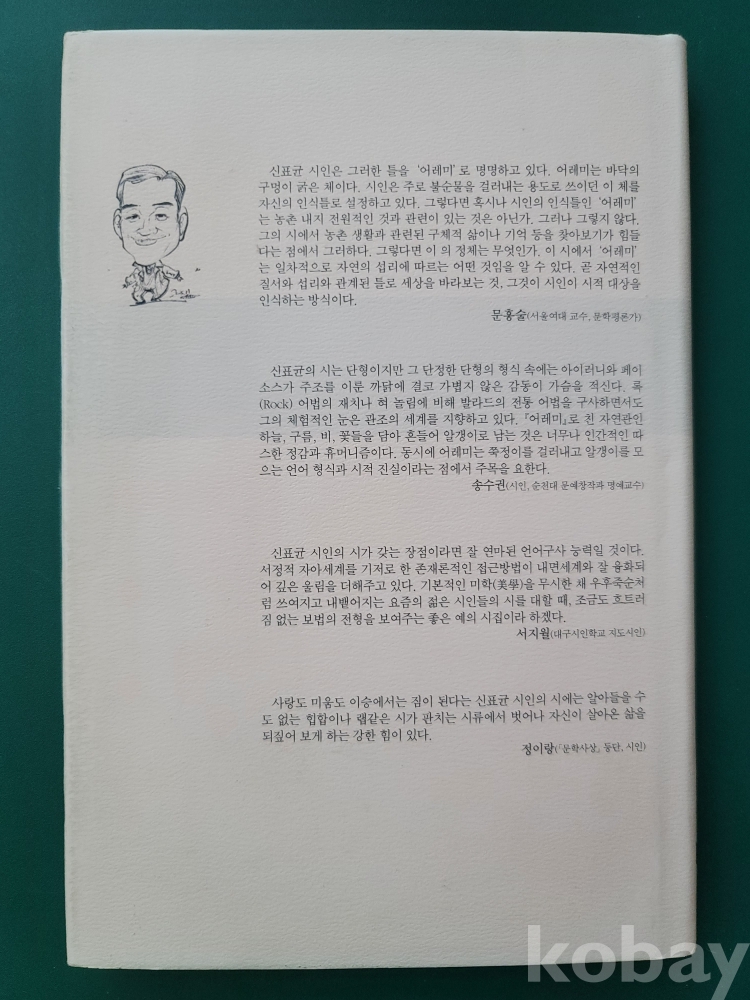 신표균 시인은 그러한 틀을 '어레미'로 명명하고 있다. 어레미는 바닥의
구멍이 굵은 체이다. 시인은 주로 불순물을 걸러내는 용도로 쓰이던 이 체를
자신의 인식틀로 설정하고 있다. 그렇다면 혹시나 시인의 인식틀인 '어레미'
는 농촌 내지 전원적인 것과 관련이 있는 것은 아닌가. 그러나 그렇지 않다.
그의 시에서 농촌 생활과 관련된 구체적 삶이나 기억 등을 찾아보기가 힘들
다는 점에서 그러하다. 그렇다면 이 의 정체는 무엇인가. 이 시에서 '어레미'
는 일차적으로 자연의 섭리에 따르는 어떤 것임을 알 수 있다. 곧 자연적인
질서와 섭리와 관계된 틀로 세상을 바라보는 것, 그것이 시인이 시적 대상을
인식하는 방식이다.
문흥술(서울여대 교수, 문학평론가)
신표균의 시는 단형이지만 그 단정한 단형의 형식 속에는 아이러니와 페이
소스가 주조를 이룬 까닭에 결코 가볍지 않은 감동이 가슴을 적신다. 록
(Rock) 어법의 재치나 혀 놀림에 비해 발라드의 전통 어법을 구사하면서도
그의 체험적인 눈은 관조의 세계를 지향하고 있다. 『어레미』로 친 자연관인
하늘, 구름, 비, 꽃들을 담아 흔들어 알갱이로 남는 것은 너무나 인간적인 따
스한 정감과 휴머니즘이다. 동시에 어레미는 쭉정이를 걸러내고 알갱이를 모
으는 언어 형식과 시적 진실이라는 점에서 주목을 요한다.
송수권(시인, 순천대 문예창작과 명예교수)
신표균 시인의 시가 갖는 장점이라면 잘 연마된 언어구사 능력일 것이다.
서정적 자아세계를 기저로 한 존재론적인 접근방법이 내면세계와 잘 융화되
어 깊은 울림을 더해주고 있다. 기본적인 미학(美學)을 무시한 채 우후죽순처
럼 쓰여지고 내뱉어지는 요즘의 젊은 시인들의 시를 대할 때, 조금도 흐트러
짐 없는 보법의 전형을 보여주는 좋은 예의 시집이라 하겠다.
서지월(대구시인학교 지도시인)
사랑도 미움도 이승에서는 짐이 된다는 신표균 시인의 시에는 알아들을 수
도 없는 힙합이나 랩같은 시가 판치는 시류에서 벗어나 자신이 살아온 삶을
되짚어 보게 하는 강한 힘이 있다.
정이랑(『문학사상』 등단, 시인)
kobay